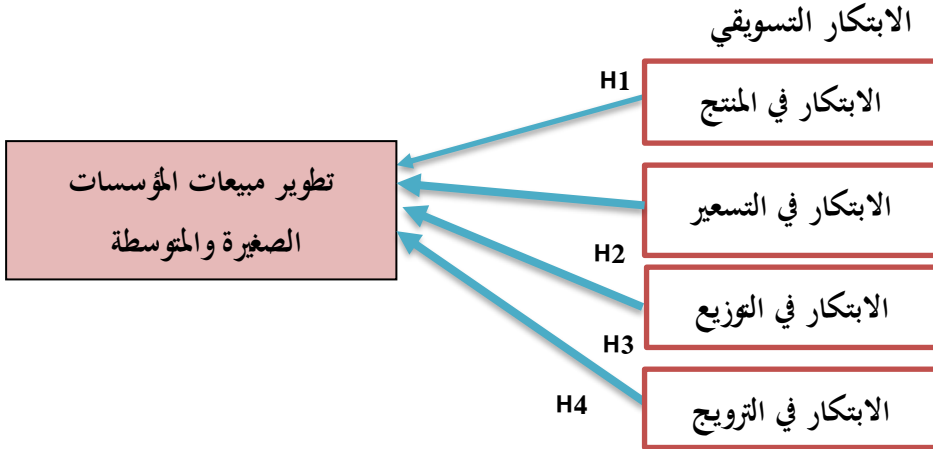 الابتكار التسويقي
H1
الابتكار في المنتج
تطوير مبيعات المؤسسات
الصغيرة والمتوسطة
الابتكار في التسعير
H2
الابتكار في التوزيع
H3
الابتكار في الترويج
H4